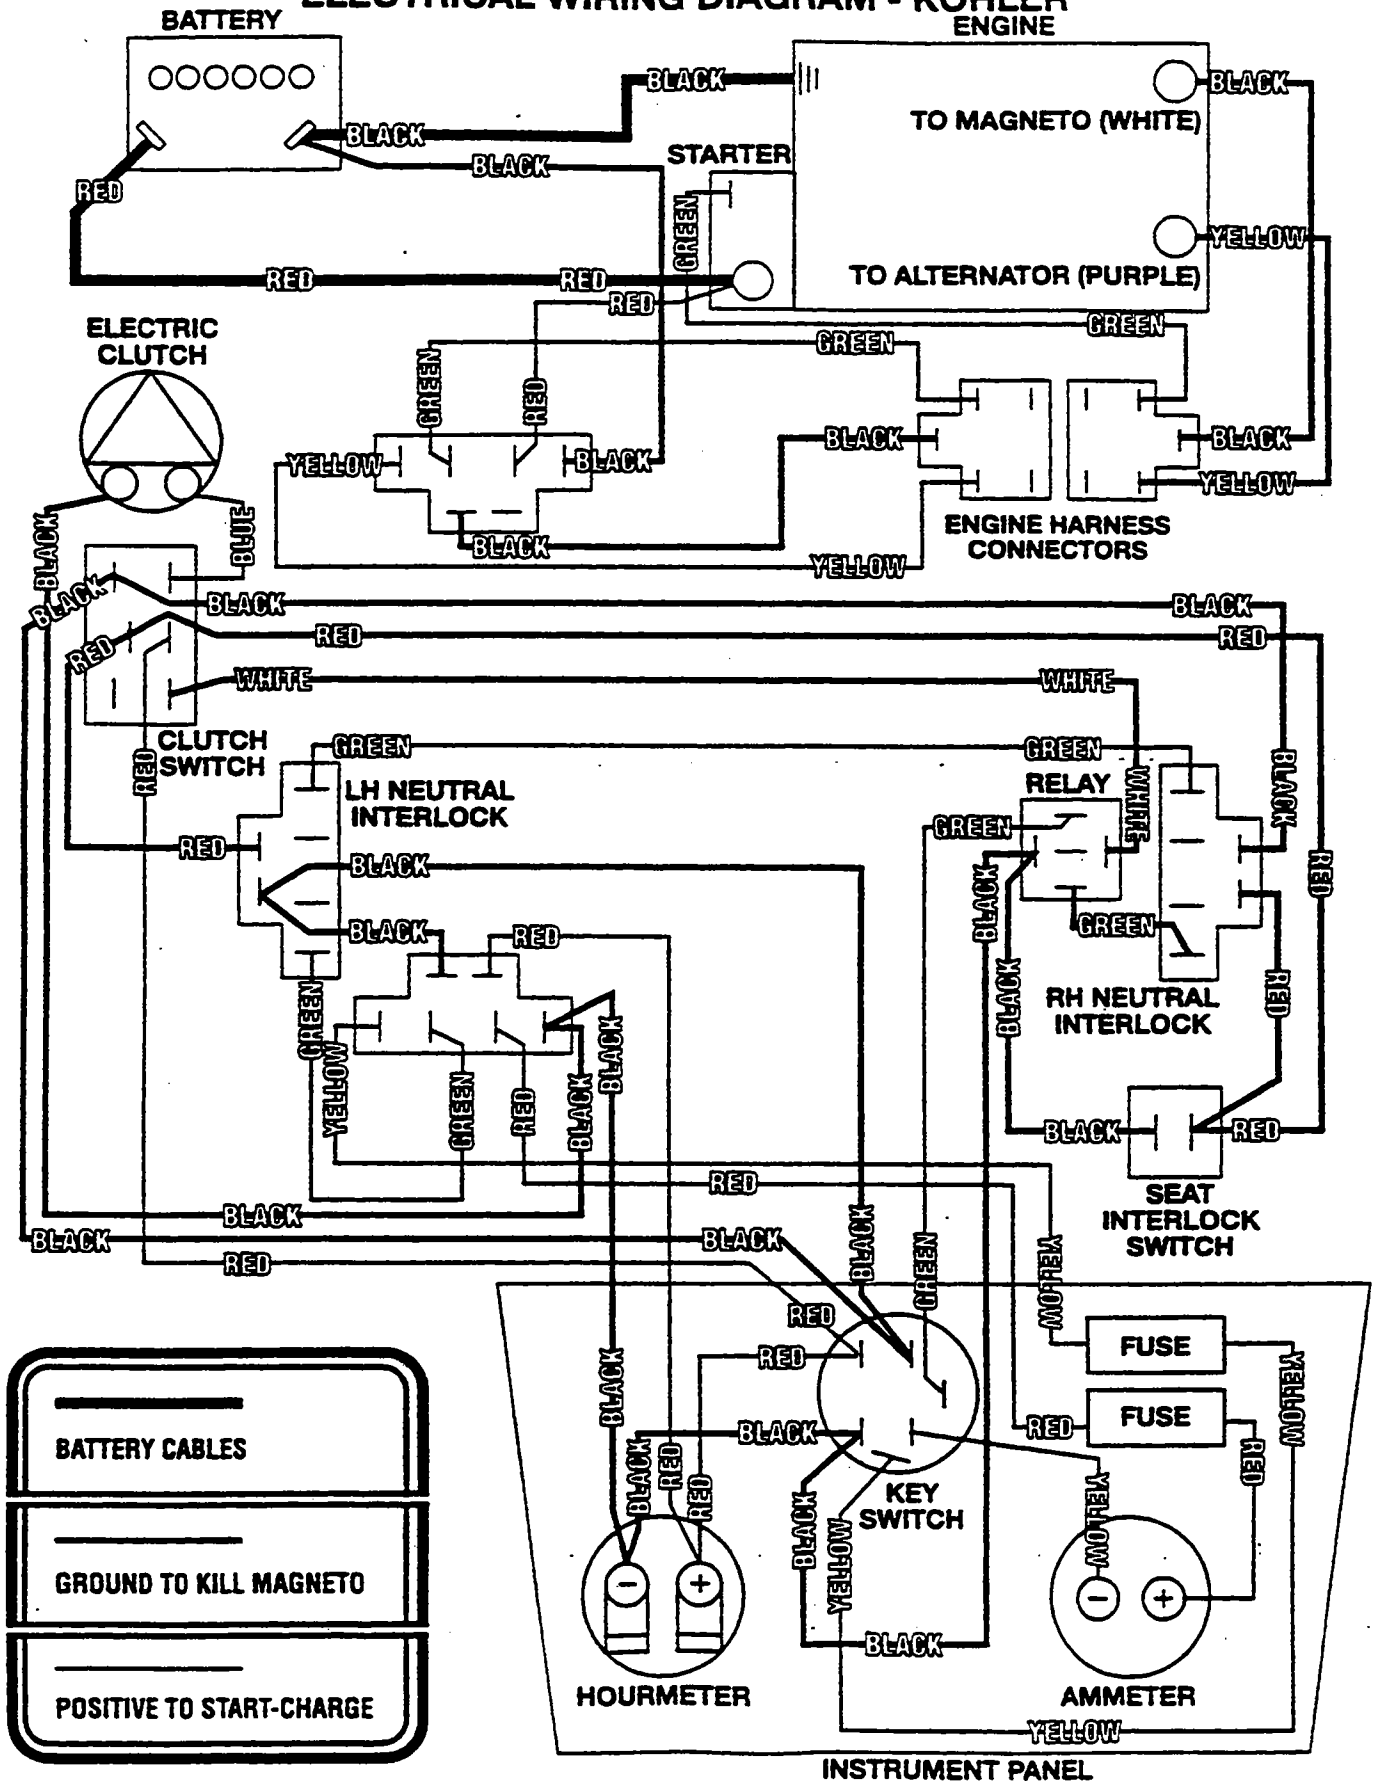 ELECTRICAL WIRING DIAGRAM - KOHLER
BATTERY
ENGINE
BLACK
BLACK
BLACK
TO MAGNETO (WHITE)
BLACK
STARTER
BLACK
RED
GREEN
YELLOW
TO ALTERNATOR (PURPLE)
RED
RED
RED
GREEN
ELECTRIC
CLUTCH
GREEN
GREEN
RED
BLACK
BLACK
YELLOW
BLACK
YELLOW
ENGINE HARNESS
CONNECTORS
BLACK
BLUE
BLACK
YELLOW
BLACK
BLACK
BLACK
RED
RED
RED
WHITE
WHITE
CLUTCH
SWITCH
RED
GREEN
GREEN
LH NEUTRAL
INTERLOCK
RELAY
WHITE
BLACK
GREEN
RED
BLACK
RED
BLACK
GREEN
BLACK
RED
BLACK
RED
RH NEUTRAL
INTERLOCK
GREEN
YELLOW
GREEN
RED
BLACK
BLACK
BLACK
RED
RED
SEAT
INTERLOCK
SWITCH
BLACK
BLACK
BLACK
RED
BLACK
GREEN
YELLOW
RED
RED
FUSE
YELLOW
BLACK
FUSE
RED
RED
BLACK
BLACK
RED
RED
KEY
SWITCH
BLACK
YELLOW
YELLOW
- +
- +
BLACK
HOURMETER
AMMETER
YELLOW
INSTRUMENT PANEL
BATTERY CABLES
GROUND TO KILL MAGNETO
POSITIVE TO START-CHARGE